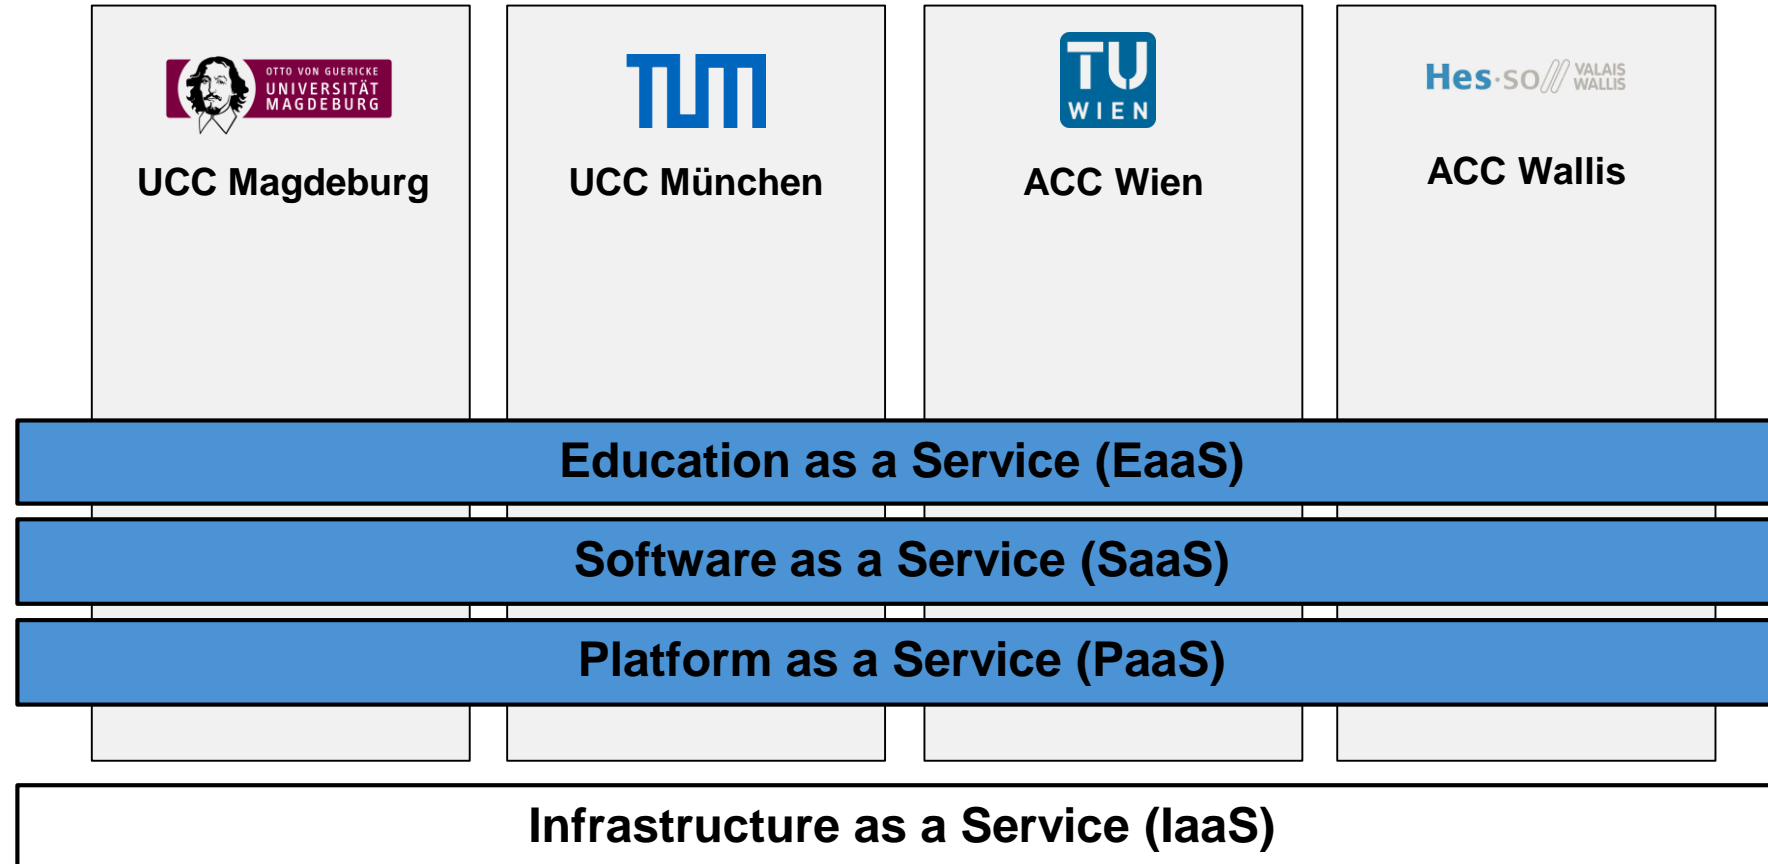 OTTO VON GUERICKE
UNIVERSITÄT
MAGDEBURG
UCC Magdeburg
TUM
UCC München
TU
WIEN
ACC Wien
Hes·so// VALAIS
WALLIS
ACC Wallis
Education as a Service (EaaS)
Software as a Service (SaaS)
Platform as a Service (PaaS)
Infrastructure as a Service (IaaS)